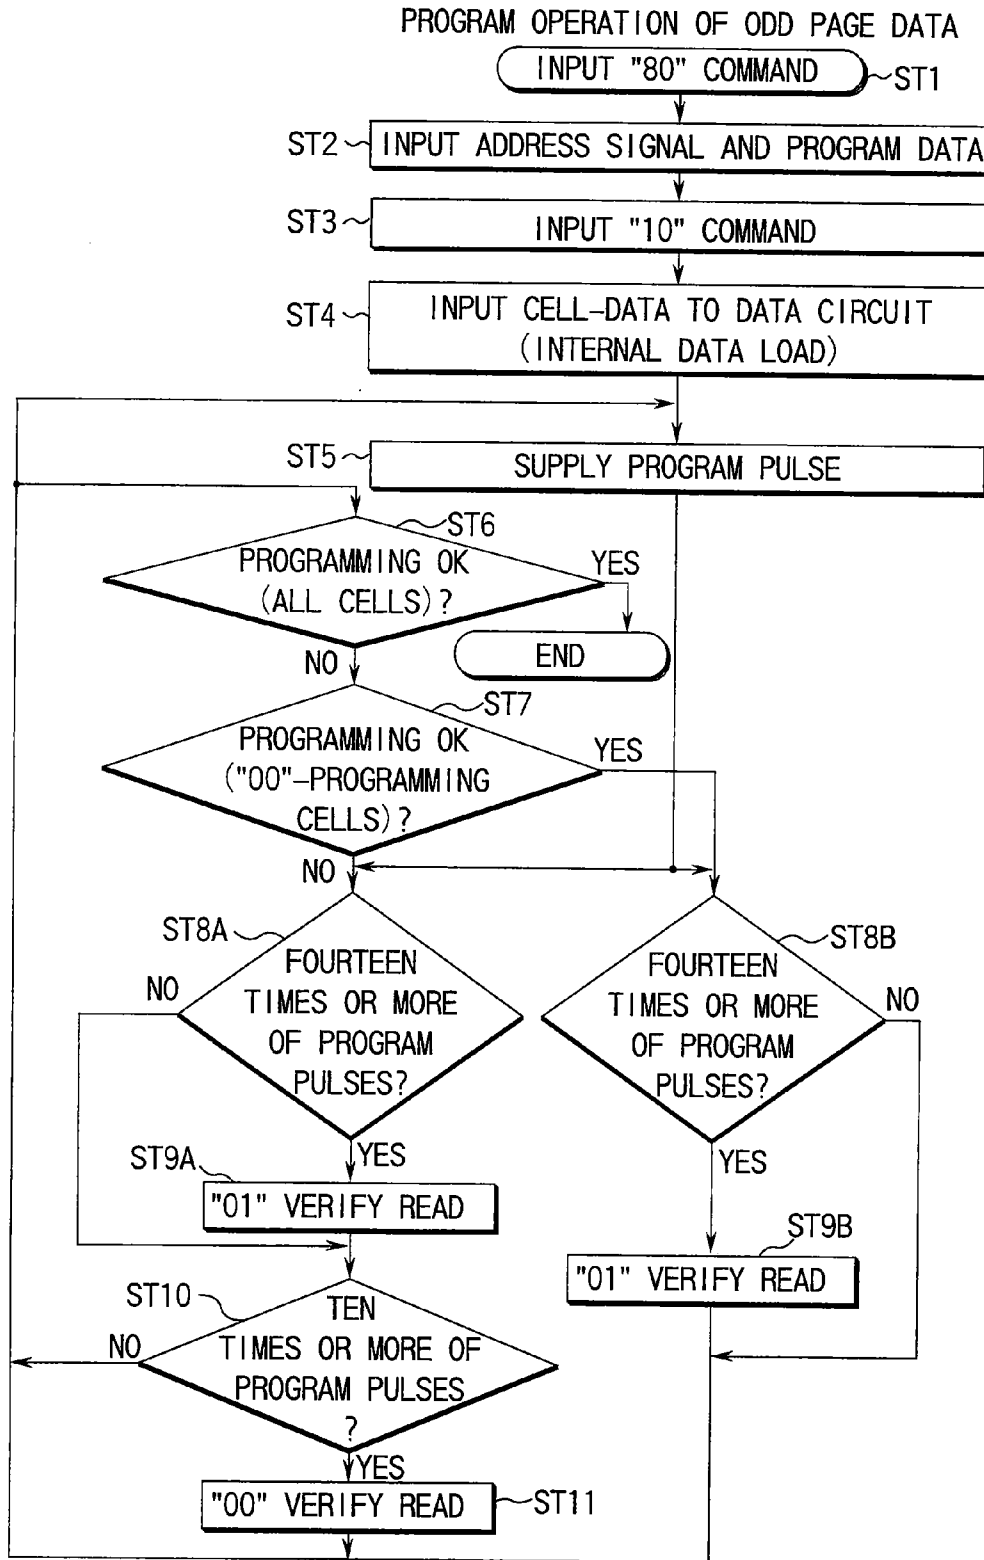 PROGRAM OPERATION OF ODD PAGE DATA
INPUT "80" COMMAND
ST1
ST2
INPUT ADDRESS SIGNAL AND PROGRAM DATA
ST3
INPUT "10" COMMAND
ST4
INPUT CELL-DATA TO DATA CIRCUIT
(INTERNAL DATA LOAD)
ST5
SUPPLY PROGRAM PULSE
ST6
PROGRAMMING OK
(ALL CELLS)?
YES
END
NO
ST7
PROGRAMMING OK
("00"-PROGRAMMING
CELLS)?
YES
NO
ST8A
FOURTEEN
TIMES OR MORE
OF PROGRAM
PULSES?
NO
YES
ST8B
FOURTEEN
TIMES OR MORE
OF PROGRAM
PULSES?
NO
YES
ST9A
"01" VERIFY READ
ST9B
"01" VERIFY READ
ST10
TEN
TIMES OR MORE OF
PROGRAM PULSES
?
NO
YES
"00" VERIFY READ
ST11